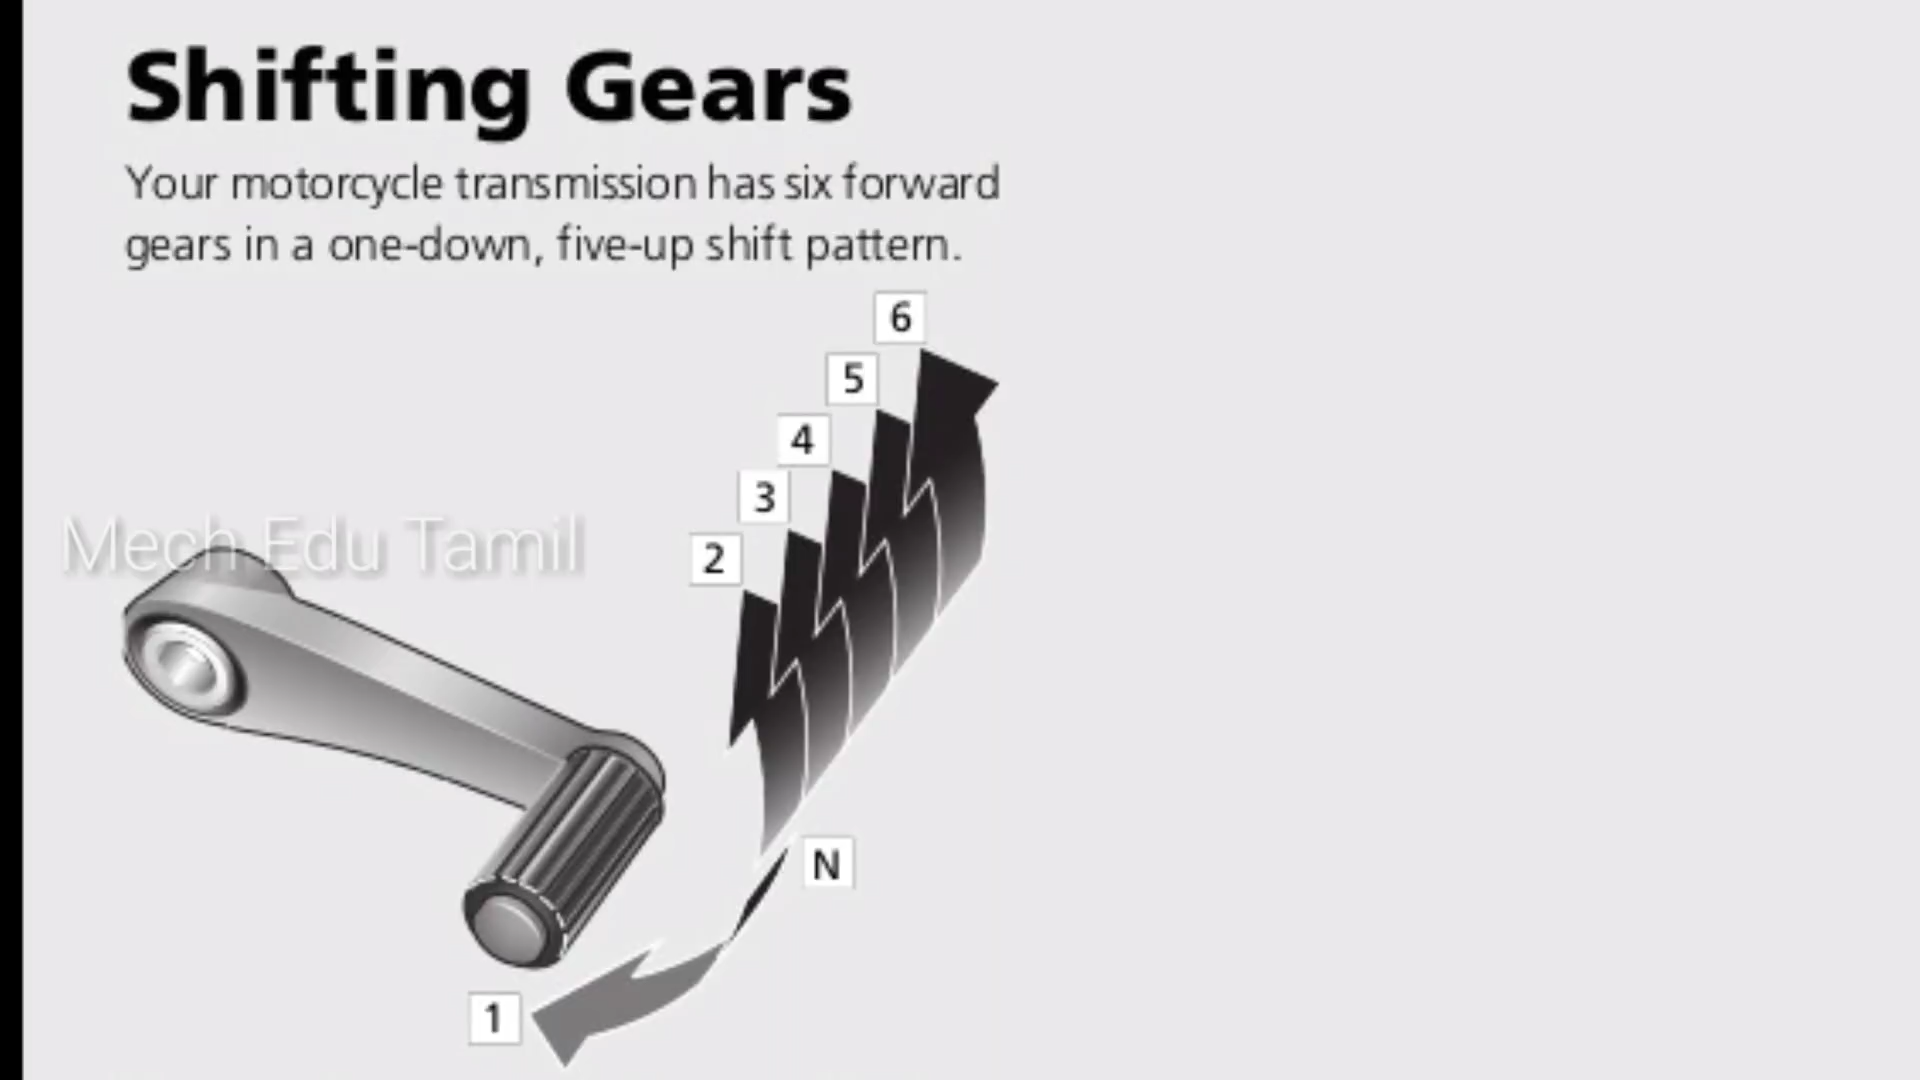 Shifting Gears
Your motorcycle transmission has six forward
gears in a one-down, five-up shift pattern.
6
5
4
3
Mech Edu Tamil
2
N
1